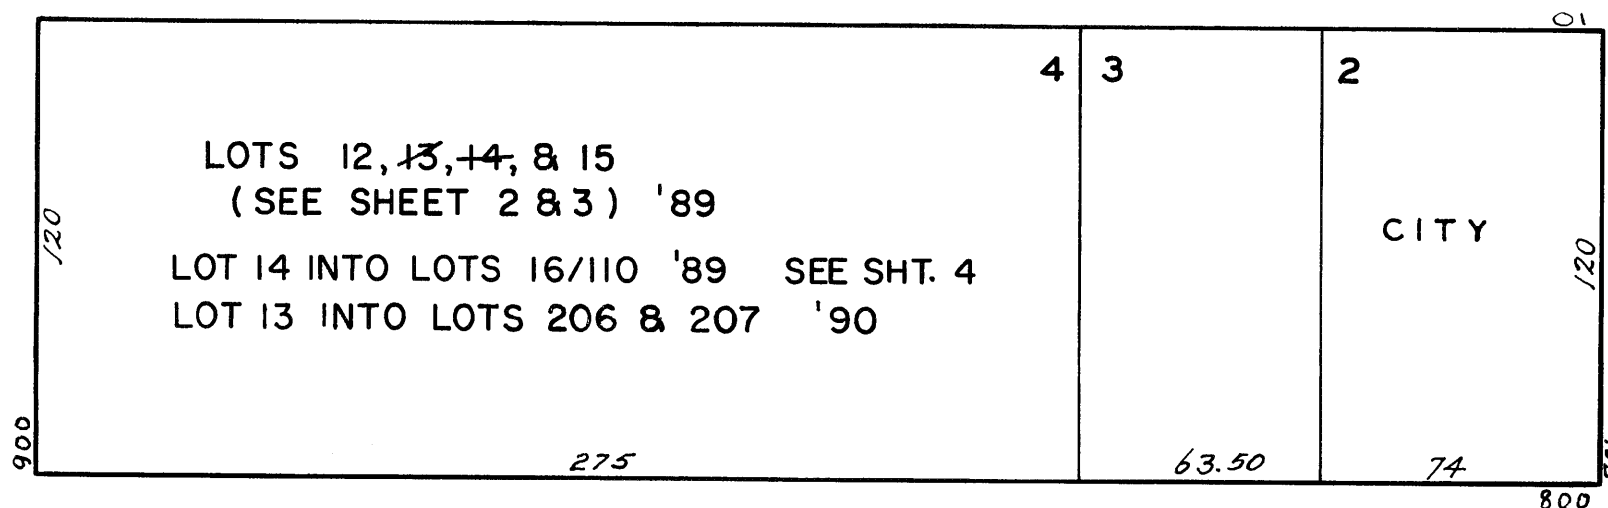 01
4 3 2
LOTS 12, 13, 14, & 15
(SEE SHEET 2 & 3) '89
120
CITY
120
LOT 14 INTO LOTS 16/110 '89 SEE SHT. 4
LOT 13 INTO LOTS 206 & 207 '90
900
275
63.50
74
800